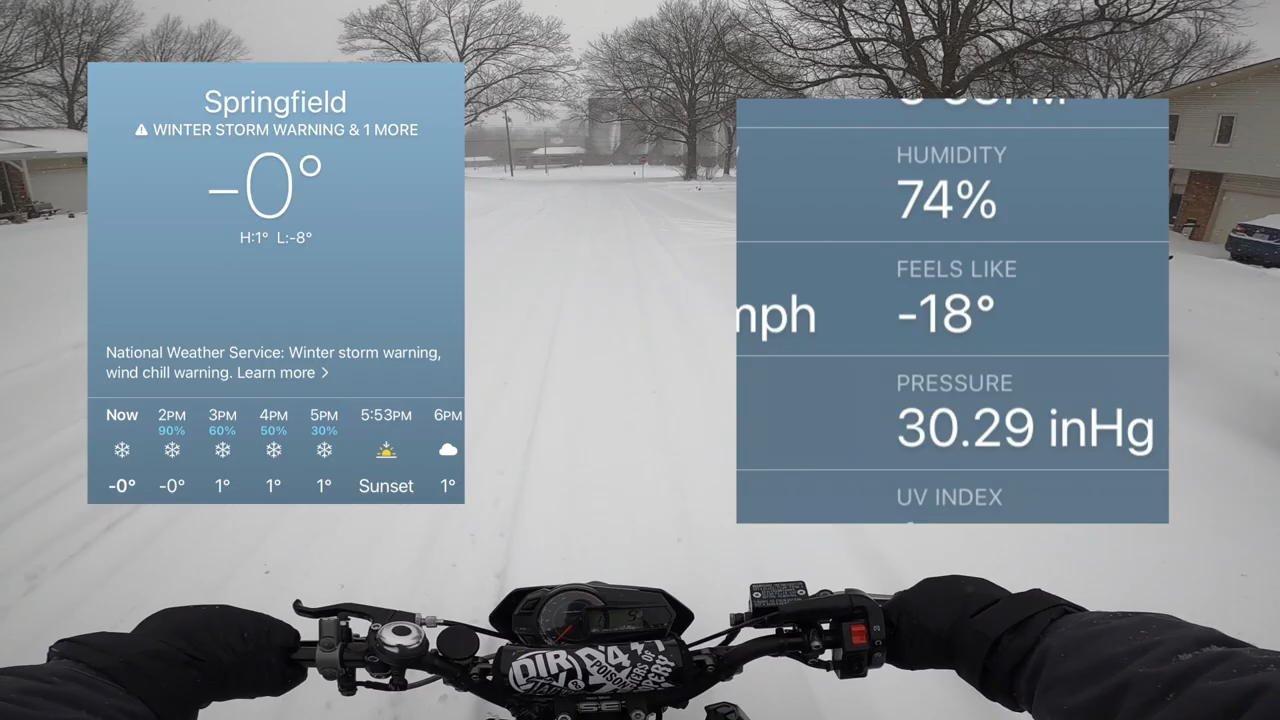 Springfield
WINTER STORM WARNING & 1 MORE
-0°
H:1° L:-8°
National Weather Service: Winter storm warning,
wind chill warning. Learn more >
Now 2PM 3PM 4PM 5PM 5:53PM 6PM
90% 60% 50% 30%
-0° -0° 1° 1° 1° Sunset 1°
HUMIDITY
74%
FEELS LIKE
mph -18°
PRESSURE
30.29 inHg
UV INDEX
DIR
POISON